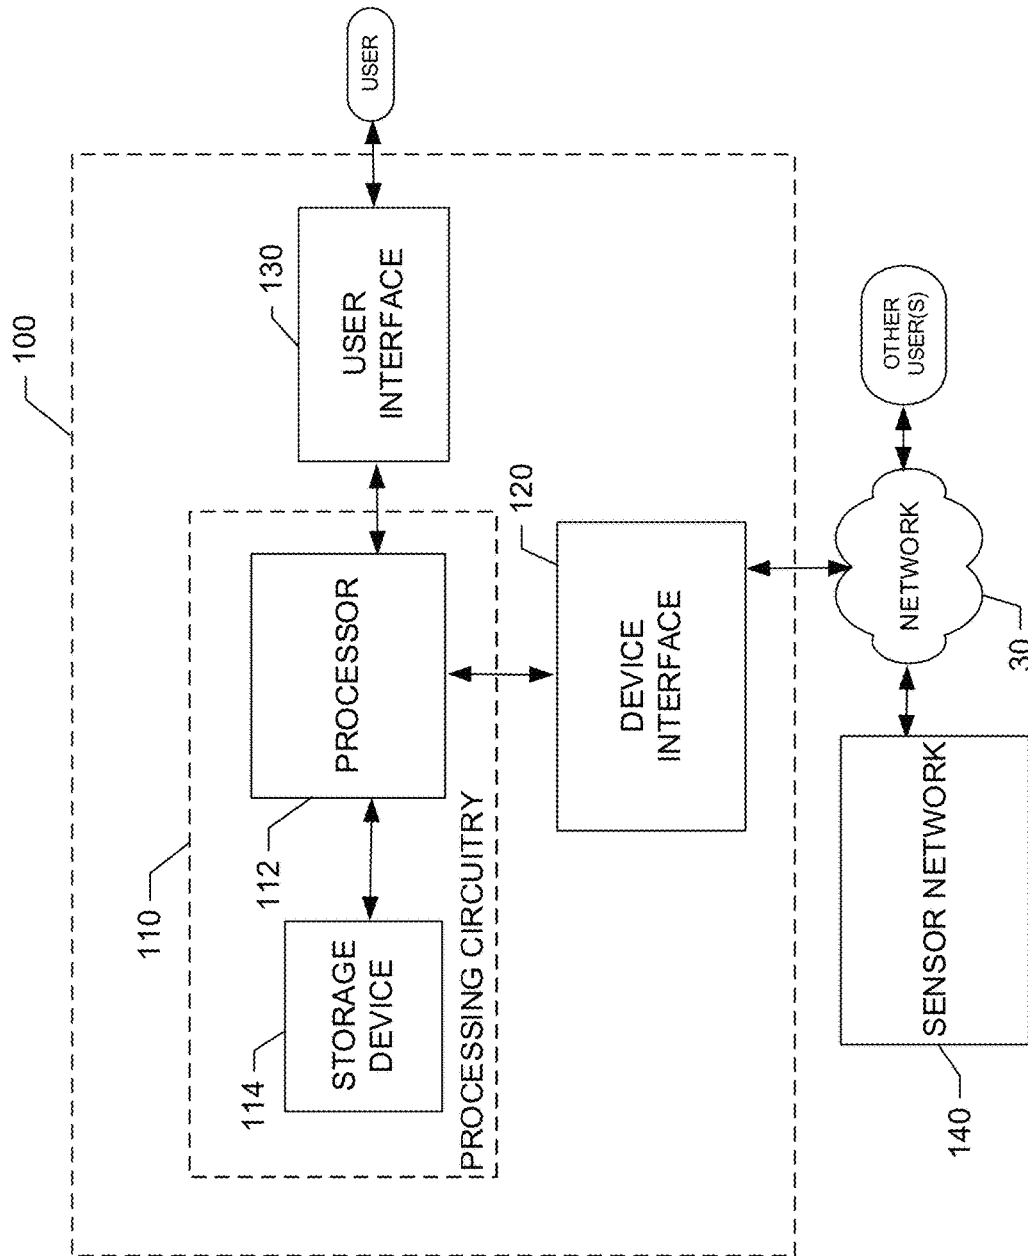 100
110
114
STORAGE
DEVICE
112
PROCESSOR
130
USER
INTERFACE
USER
PROCESSING CIRCUITRY
120
DEVICE
INTERFACE
140
SENSOR NETWORK
30
NETWORK
OTHER
USER(S)